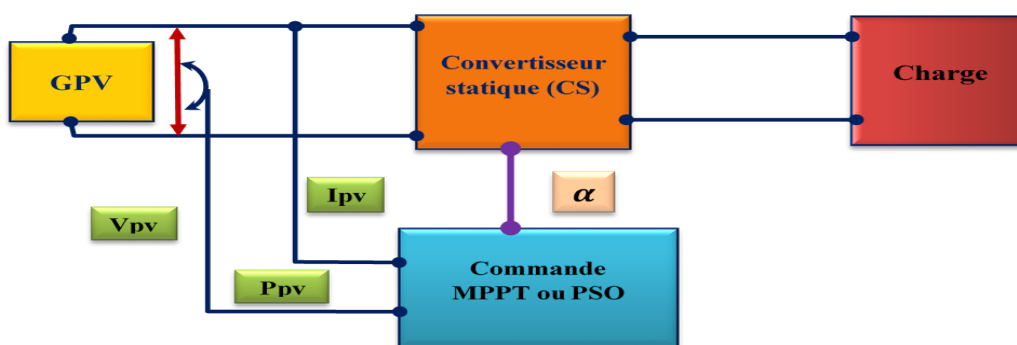 GPV
Convertisseur
statique (CS)
Charge
Ipv
α
Vpv
Ppv
Commande
MPPT ou PSO